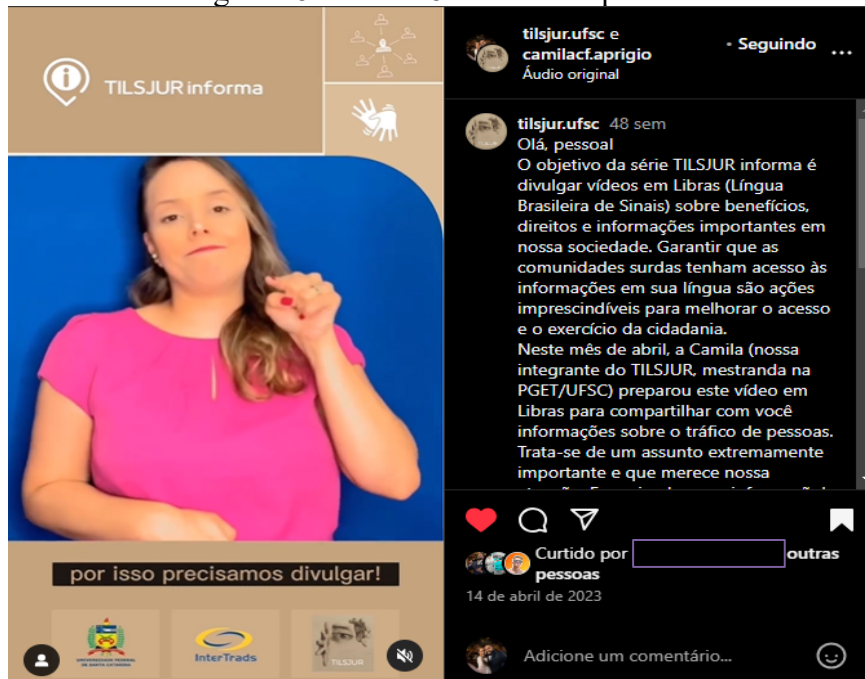 TILSJUR informa
por isso precisamos divulgar!
UNIVERSIDADE FEDERAL
DE SANTA CATARINA
InterTrads
TILSJUR
tilsjur.ufsc e
camilacf.aprigio
Áudio original
• Seguindo ...
tilsjur.ufsc 48 sem
Olá, pessoal
O objetivo da série TILSJUR informa é
divulgar vídeos em Libras (Língua
Brasileira de Sinais) sobre benefícios,
direitos e informações importantes em
nossa sociedade. Garantir que as
comunidades surdas tenham acesso às
informações em sua língua são ações
imprescindíveis para melhorar o acesso
e o exercício da cidadania.
Neste mês de abril, a Camila (nossa
integrante do TILSJUR, mestranda na
PGET/UFSC) preparou este vídeo em
Libras para compartilhar com você
informações sobre o tráfico de pessoas.
Trata-se de um assunto extremamente
importante e que merece nossa
Curtido por outras
pessoas
14 de abril de 2023
Adicione um comentário...